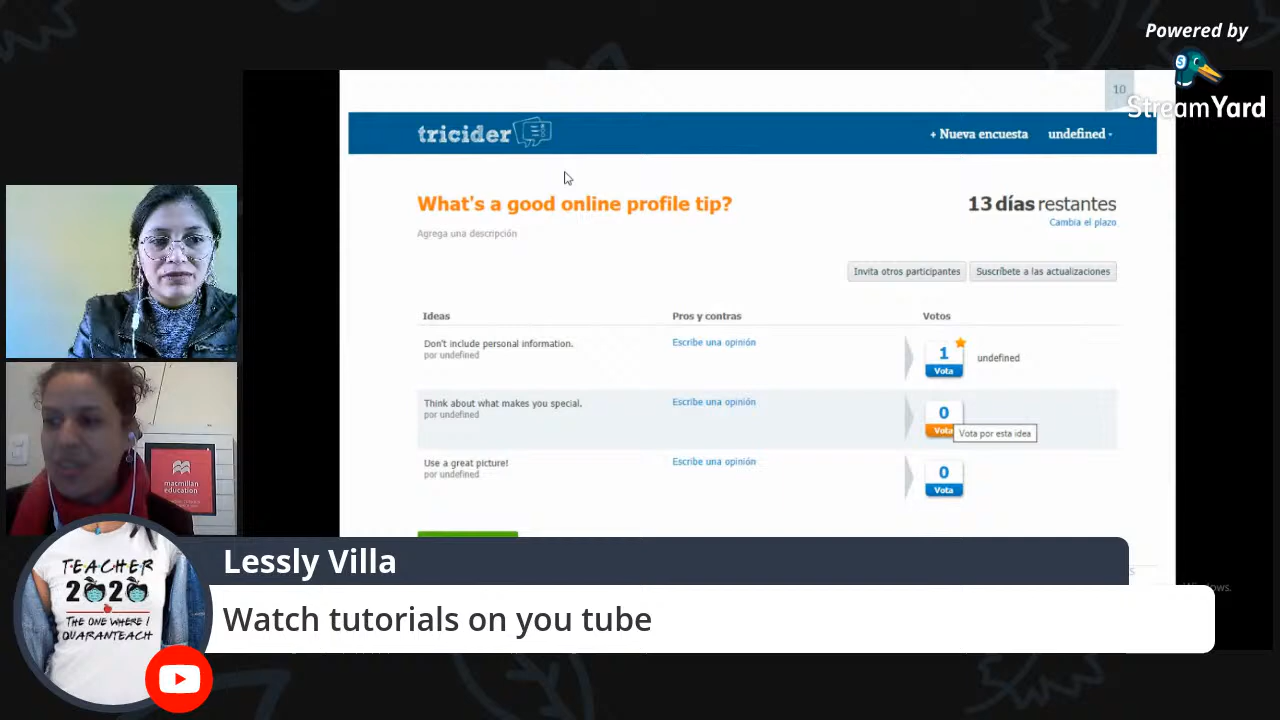 Powered by
StreamYard
10
tricider
+ Nueva encuesta
undefined
What's a good online profile tip?
13 días restantes
Agrega una descripción
Cambia el plazo
Invita otros participantes
Suscríbete a las actualizaciones
Ideas
Pros y contras
Votos
Don't include personal information.
por undefined
Escribe una opinión
1
Vota
undefined
Think about what makes you special.
por undefined
Escribe una opinión
0
Vota
Vota por esta idea
Use a great picture!
por undefined
Escribe una opinión
0
Vota
macmillan
education
Lessly Villa
Watch tutorials on you tube
TEACHER
2020
THE ONE WHERE I
QUARANTEACH